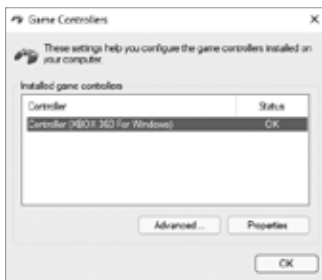 Game Controllers
These settings help you configure the game controllers installed on
your computer.
Installed game controllers
Controller Status
Controller (XBOX 360 For Windows) OK
Advanced... Properties
OK